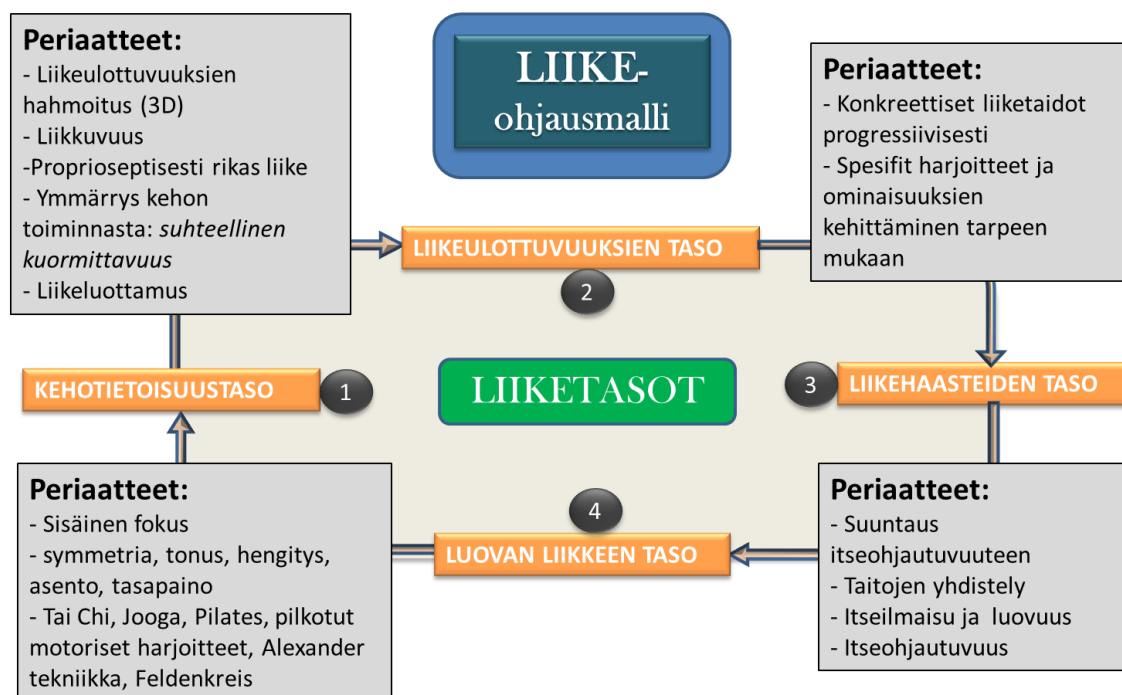 Periaatteet:
- Liikeulottuvuuksien
hahmoitus (3D)
- Liikkuvuus
-Proprioseptisesti rikas liike
- Ymmärrys kehon
toiminnasta: suhteellinen
kuormittavuus
- Liikeluottamus
LIIKE-
ohjausmalli
Periaatteet:
- Konkreettiset liiketaidot
progressiivisesti
- Spesifit harjoitteet ja
ominaisuuksien
kehittäminen tarpeen
mukaan
LIIKEULOTTUVUUKSIEN TASO
2
KEHOTIETOISUUSTASO
1
LIIKETASOT
3
LIIKEHAASTEIDEN TASO
Periaatteet:
- Sisäinen fokus
- symmetria, tonus, hengitys,
asento, tasapaino
- Tai Chi, Jooga, Pilates, pilkotut
motoriset harjoitteet, Alexander
tekniikka, Feldenkreis
4
LUOVAN LIIKKEEN TASO
Periaatteet:
- Suuntaus
itseohjautuvuuteen
- Taitojen yhdistely
- Itseilmaisu ja luovuus
- Itseohjautuvuus